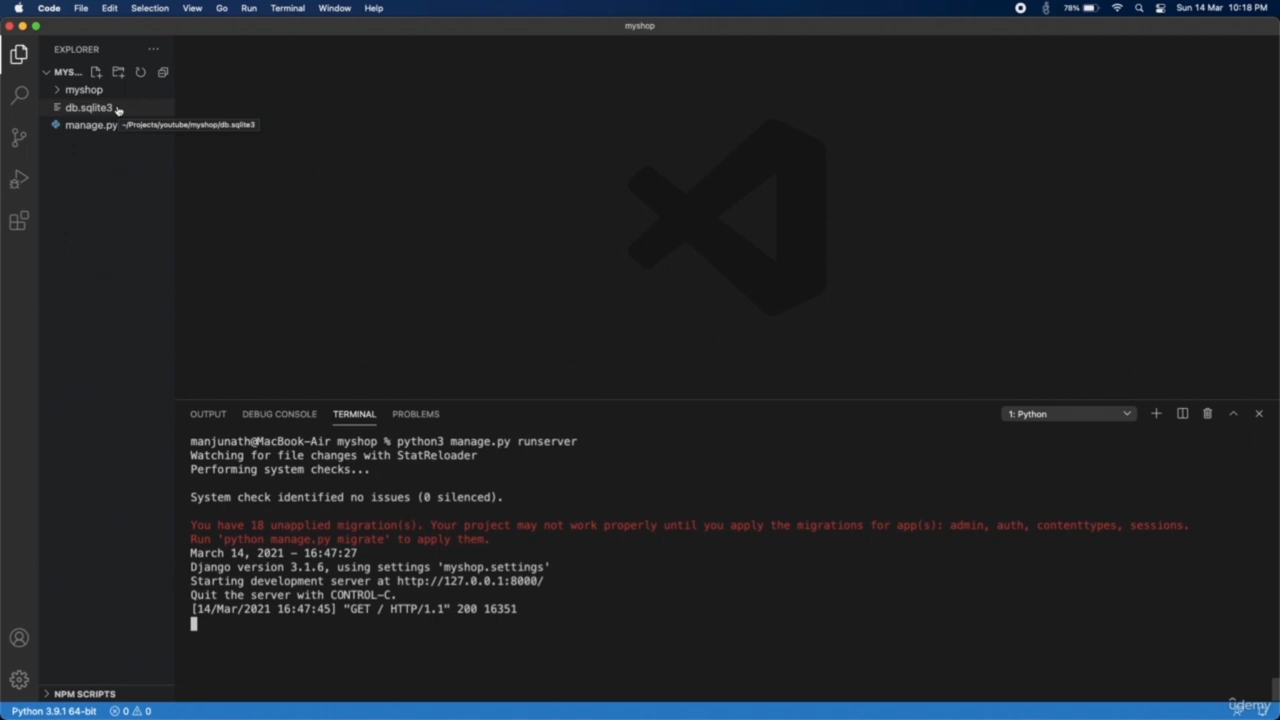 Code File Edit Selection View Go Run Terminal Window Help
78%
Sun 14 Mar 10:18 PM
myshop
EXPLORER
MYS...
myshop
db.sqlite3
manage.py
~/Projects/youtube/myshop/db.sqlite3
OUTPUT DEBUG CONSOLE TERMINAL PROBLEMS
1: Python
manjunath@MacBook-Air myshop % python3 manage.py runserver
Watching for file changes with StatReloader
Performing system checks...
System check identified no issues (0 silenced).
You have 18 unapplied migration(s). Your project may not work properly until you apply the migrations for app(s): admin, auth, contenttypes, sessions.
Run 'python manage.py migrate' to apply them.
March 14, 2021 - 16:47:27
Django version 3.1.6, using settings 'myshop.settings'
Starting development server at http://127.0.0.1:8000/
Quit the server with CONTROL-C.
[14/Mar/2021 16:47:45] "GET / HTTP/1.1" 200 16351
NPM SCRIPTS
Python 3.9.1 64-bit
0 0
udemy